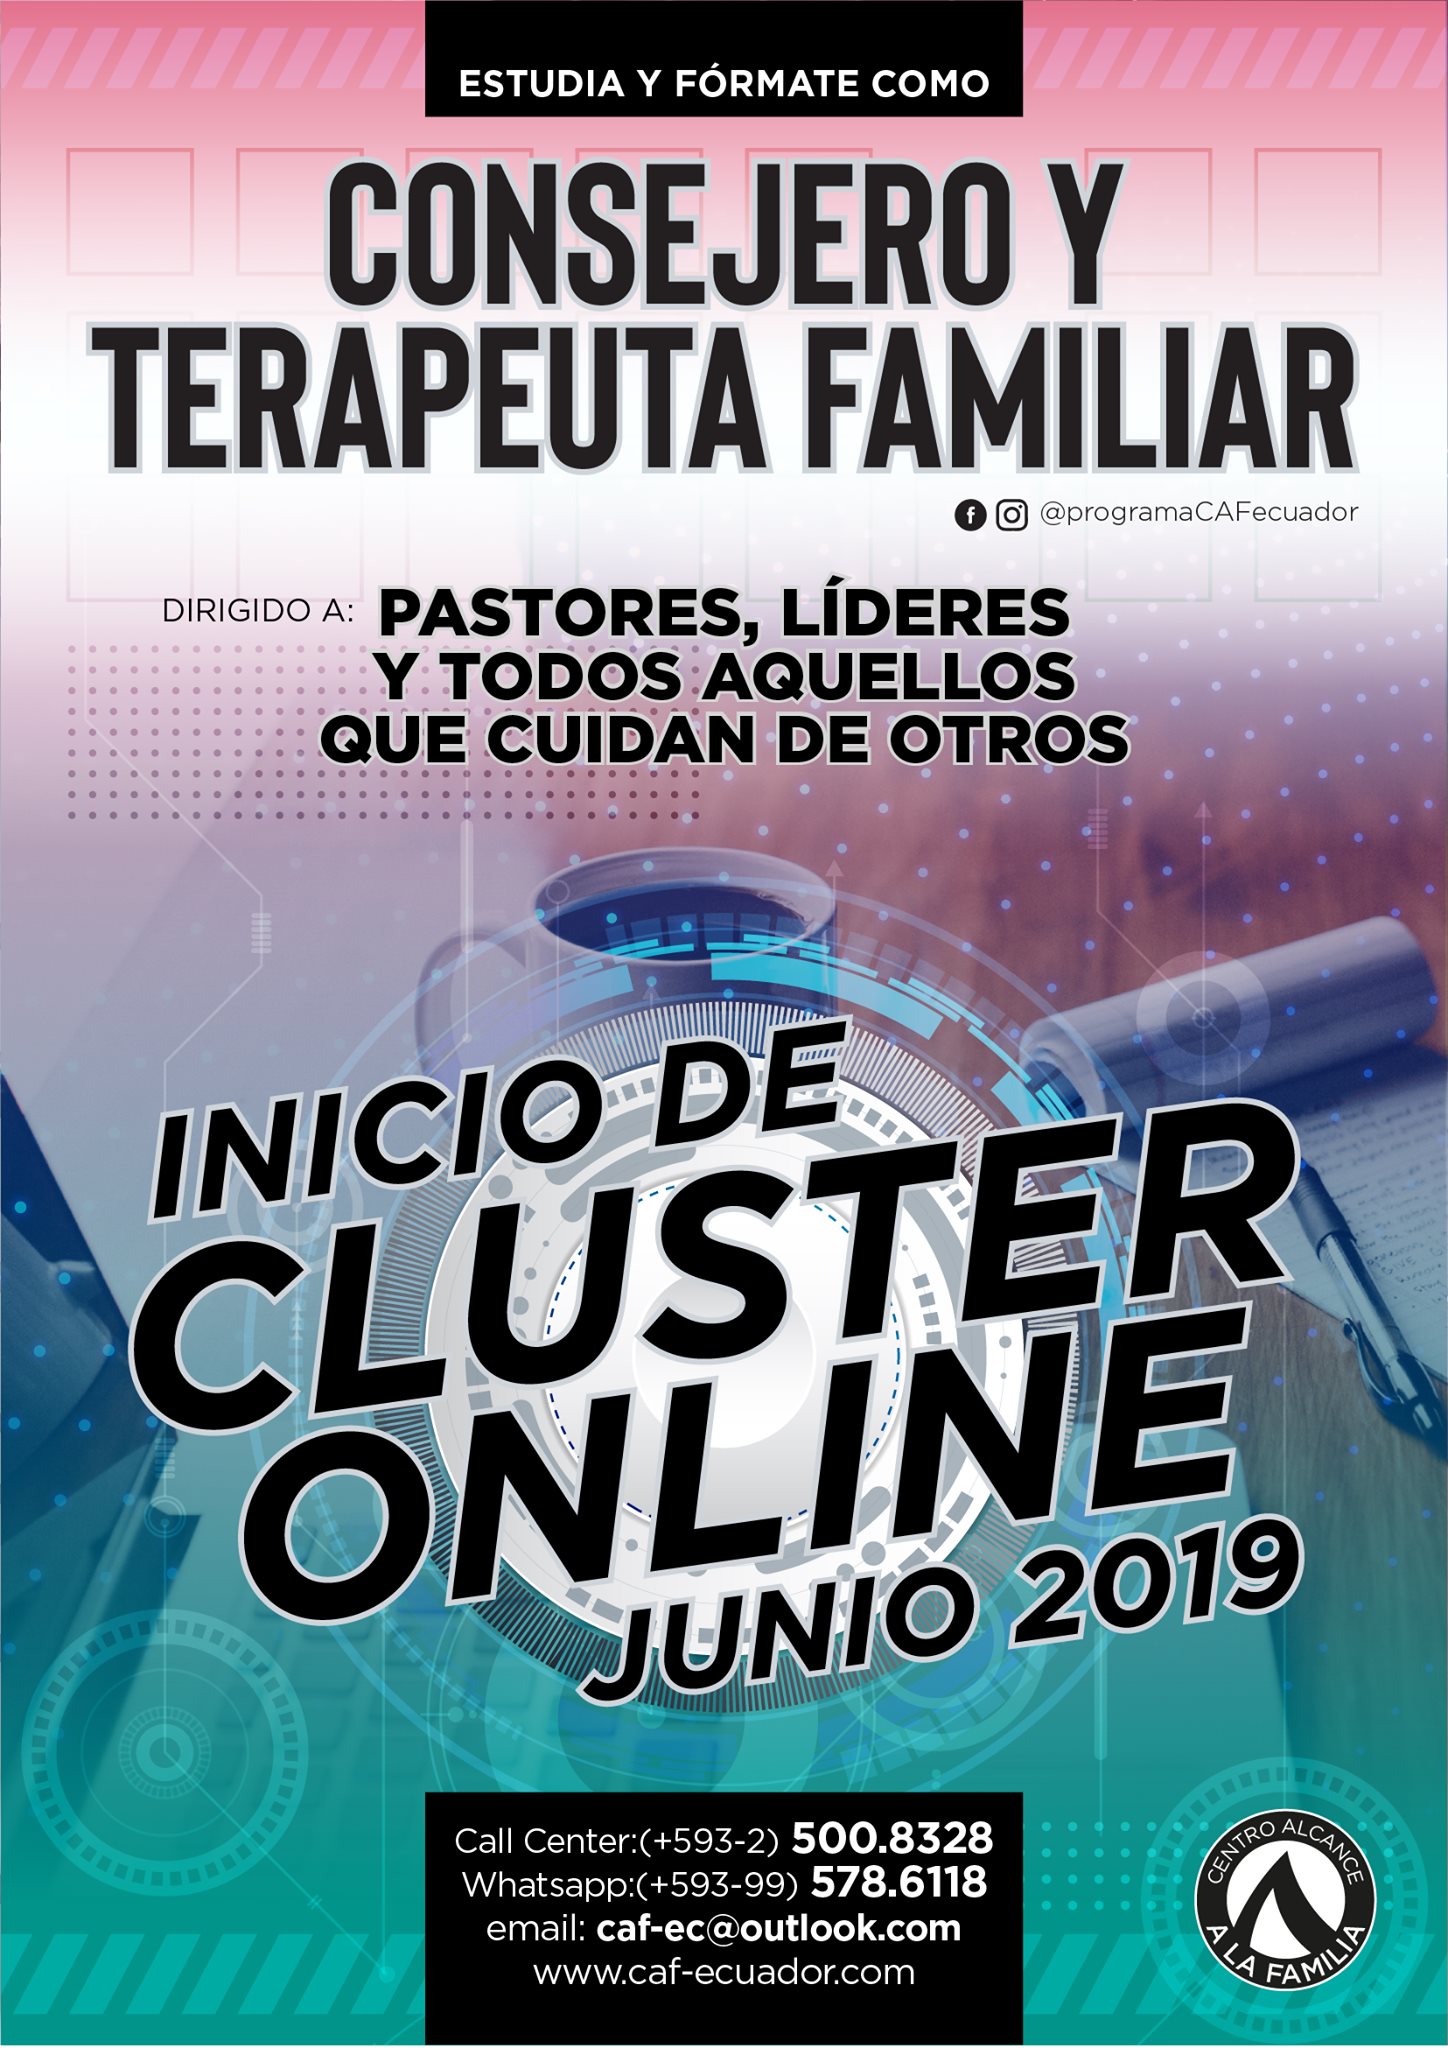 ESTUDIA Y FÓRMATE COMO
CONSEJERO Y
TERAPEUTA FAMILIAR
@programaCAFecuador
DIRIGIDO A: PASTORES, LÍDERES
Y TODOS AQUELLOS
QUE CUIDAN DE OTROS
INICIO DE
CLUSTER
ONLINE
JUNIO 2019
Call Center:(+593-2) 500.8328
Whatsapp:(+593-99) 578.6118
email: caf-ec@outlook.com
www.caf-ecuador.com
CENTRO ALCANCE
A LA FAMILIA